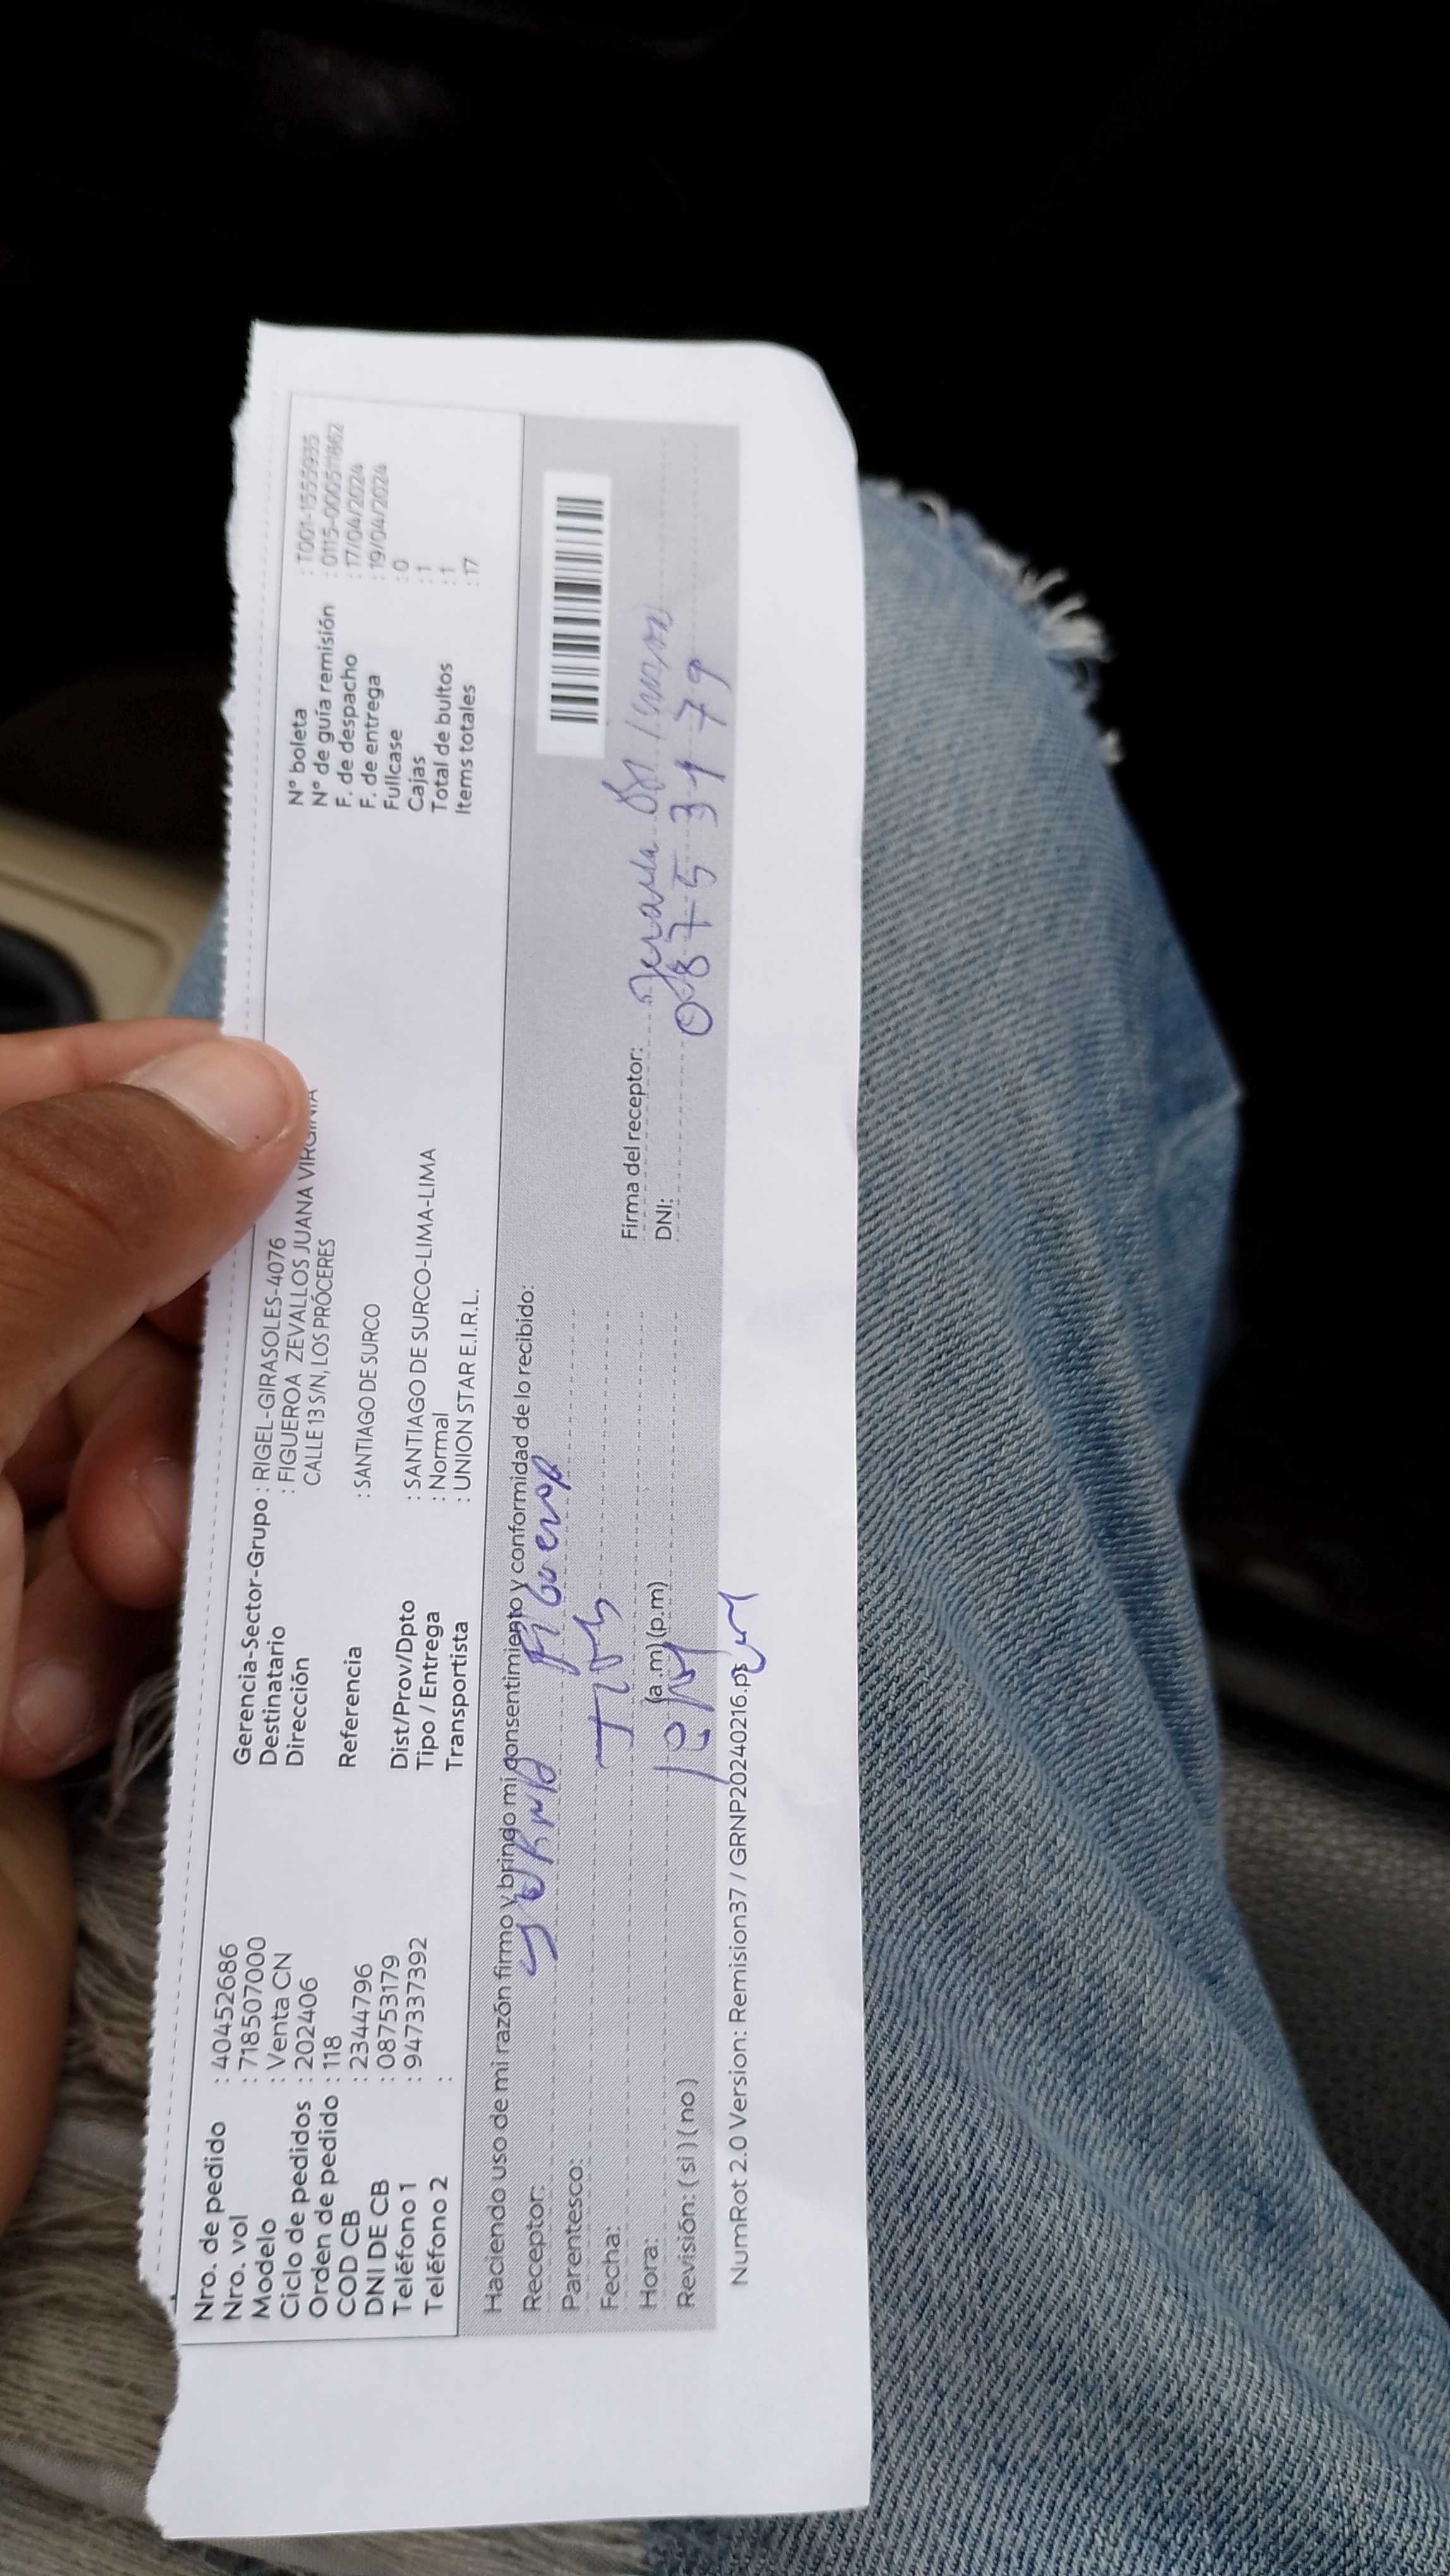 Nro. de pedido : 40452686
Nro. vol : 718507000
Modelo : Venta CN
Ciclo de pedidos : 202406
Orden de pedido : 118
COD CB : 2344796
DNI DE CB : 08753179
Teléfono 1 : 947337392
Teléfono 2 :
Gerencia-Sector-Grupo : RIGEL-GIRASOLES-4076
Destinatario : FIGUEROA ZEVALLOS JUANA VIRGINIA
Dirección CALLE 13 S/N, LOS PRÓCERES
Referencia : SANTIAGO DE SURCO
Dist/Prov/Dpto : SANTIAGO DE SURCO-LIMA-LIMA
Tipo / Entrega : Normal
Transportista : UNION STAR E.I.R.L.
N° boleta : T001-1555935
N° de guía remisión : 0115-000511862
F. de despacho : 17/04/2024
F. de entrega : 19/04/2024
Fullcase : 0
Cajas : 1
Total de bultos : 1
Items totales : 17
Haciendo uso de mi razón firmo y brindo mi consentimiento y conformidad de lo recibido:
Receptor:
Parentesco:
Fecha:
Hora: (a.m) (p.m)
Revisión: ( si ) ( no )
Firma del receptor:
DNI: 08753179
NumRot 2.0 Version: Remision37 / GRNP20240216.ps